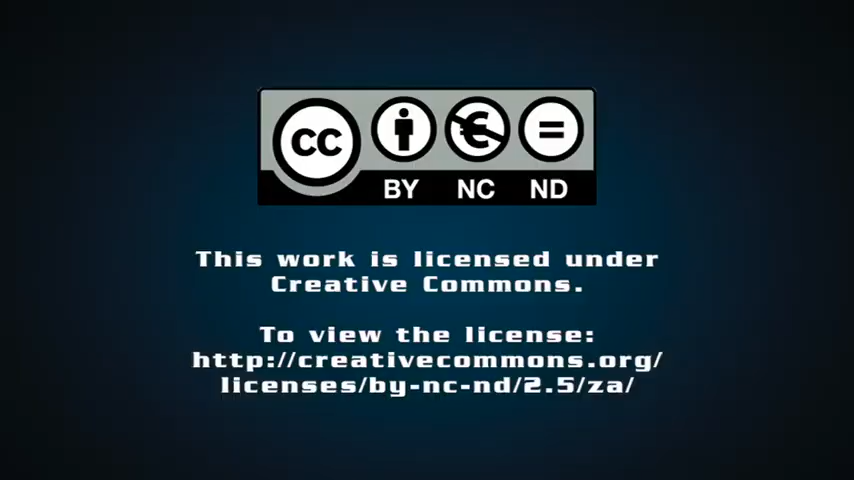 CC
BY NC ND
This work is licensed under
Creative Commons.
To view the license:
http://creativecommons.org/
licenses/by-nc-nd/2.5/za/